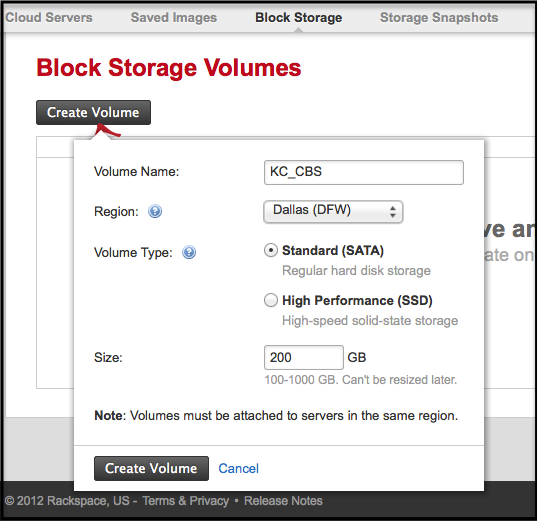 Cloud Servers Saved Images Block Storage Storage Snapshots
Block Storage Volumes
Create Volume
Volume Name: KC_CBS
Region: ? Dallas (DFW)
Volume Type: ? Standard (SATA)
Regular hard disk storage
High Performance (SSD)
High-speed solid-state storage
Size: 200 GB
100-1000 GB. Can't be resized later.
Note: Volumes must be attached to servers in the same region.
Create Volume Cancel
ve an
ate on
© 2012 Rackspace, US - Terms & Privacy • Release Notes